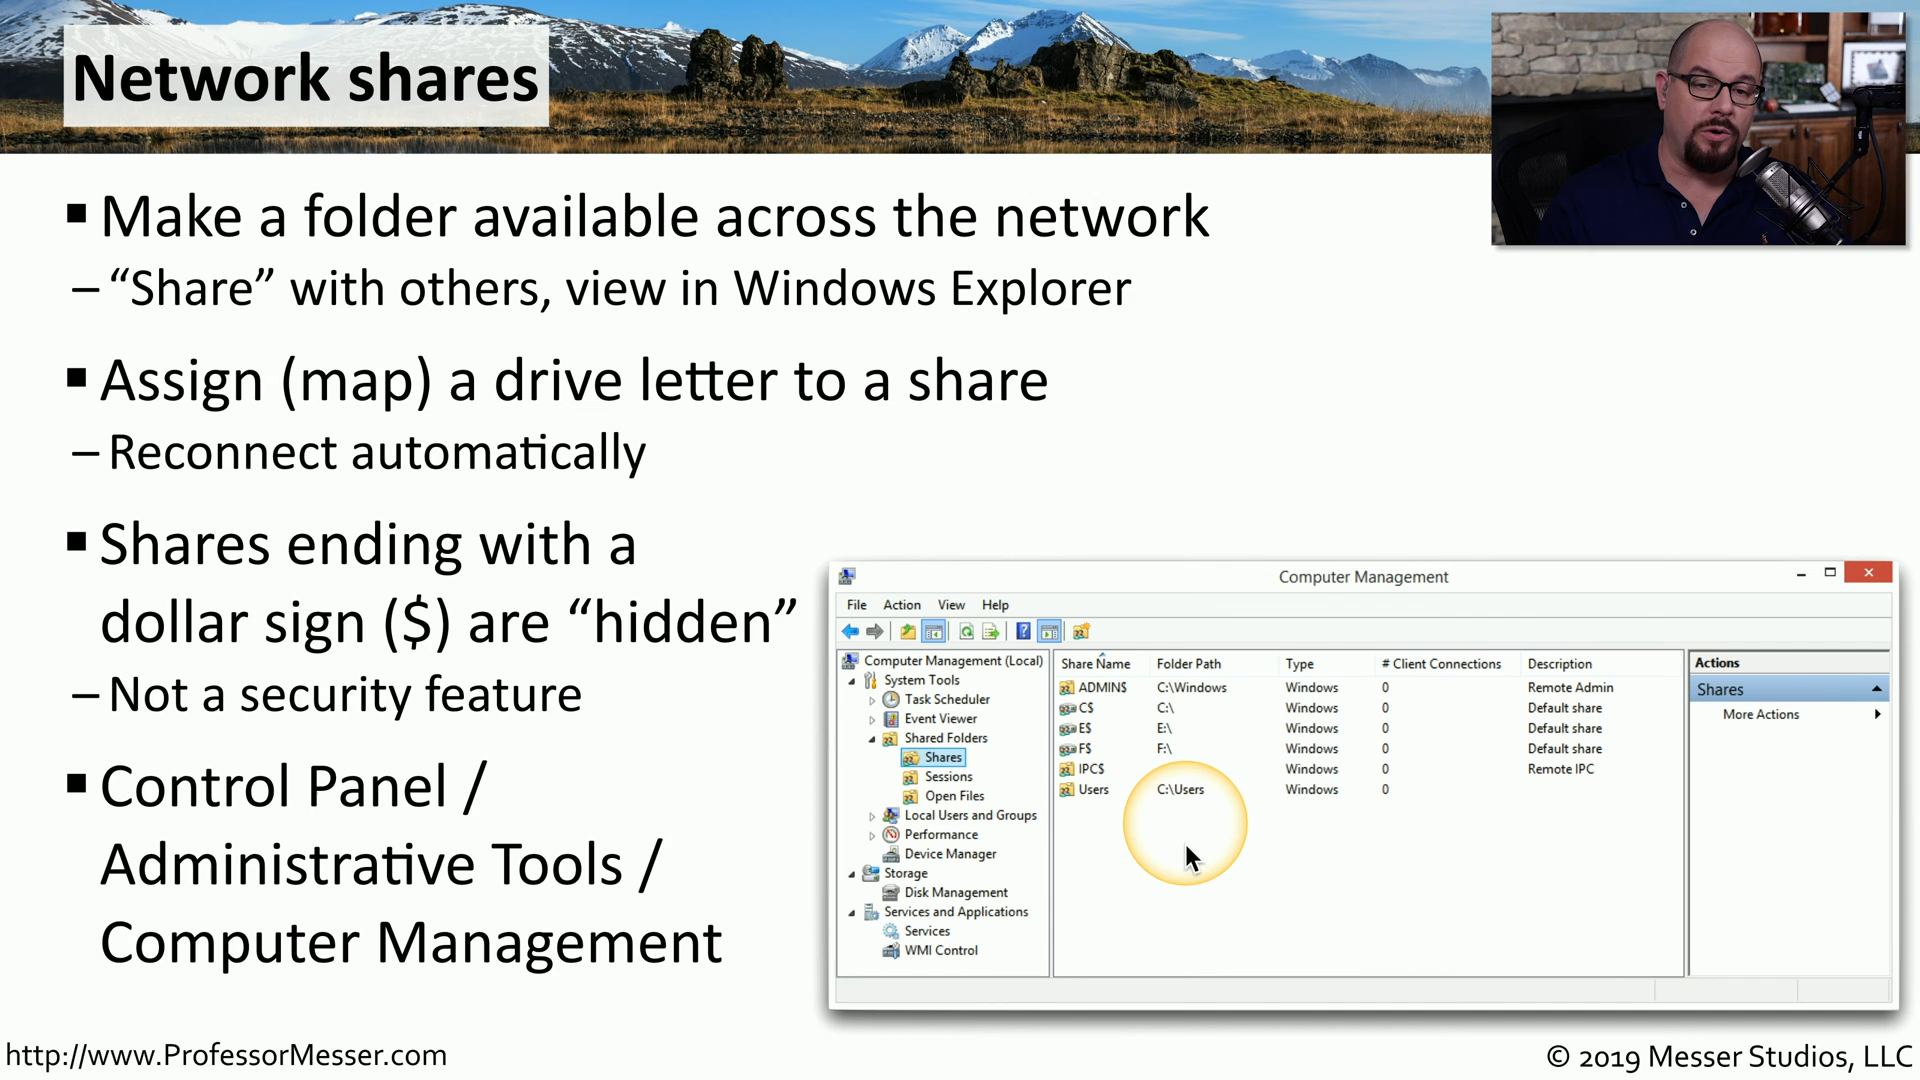 Network shares
▪ Make a folder available across the network
– “Share” with others, view in Windows Explorer
▪ Assign (map) a drive letter to a share
– Reconnect automatically
▪ Shares ending with a
dollar sign ($) are “hidden”
– Not a security feature
▪ Control Panel /
Administrative Tools /
Computer Management
Computer Management
File Action View Help
Computer Management (Local)
System Tools
Task Scheduler
Event Viewer
Shared Folders
Shares
Sessions
Open Files
Local Users and Groups
Performance
Device Manager
Storage
Disk Management
Services and Applications
Services
WMI Control
Share Name Folder Path Type # Client Connections Description
ADMIN$ C:\Windows Windows 0 Remote Admin
C$ C:\ Windows 0 Default share
E$ E:\ Windows 0 Default share
F$ F:\ Windows 0 Default share
IPC$ Windows 0 Remote IPC
Users C:\Users Windows 0
Actions
Shares
More Actions
http://www.ProfessorMesser.com
© 2019 Messer Studios, LLC